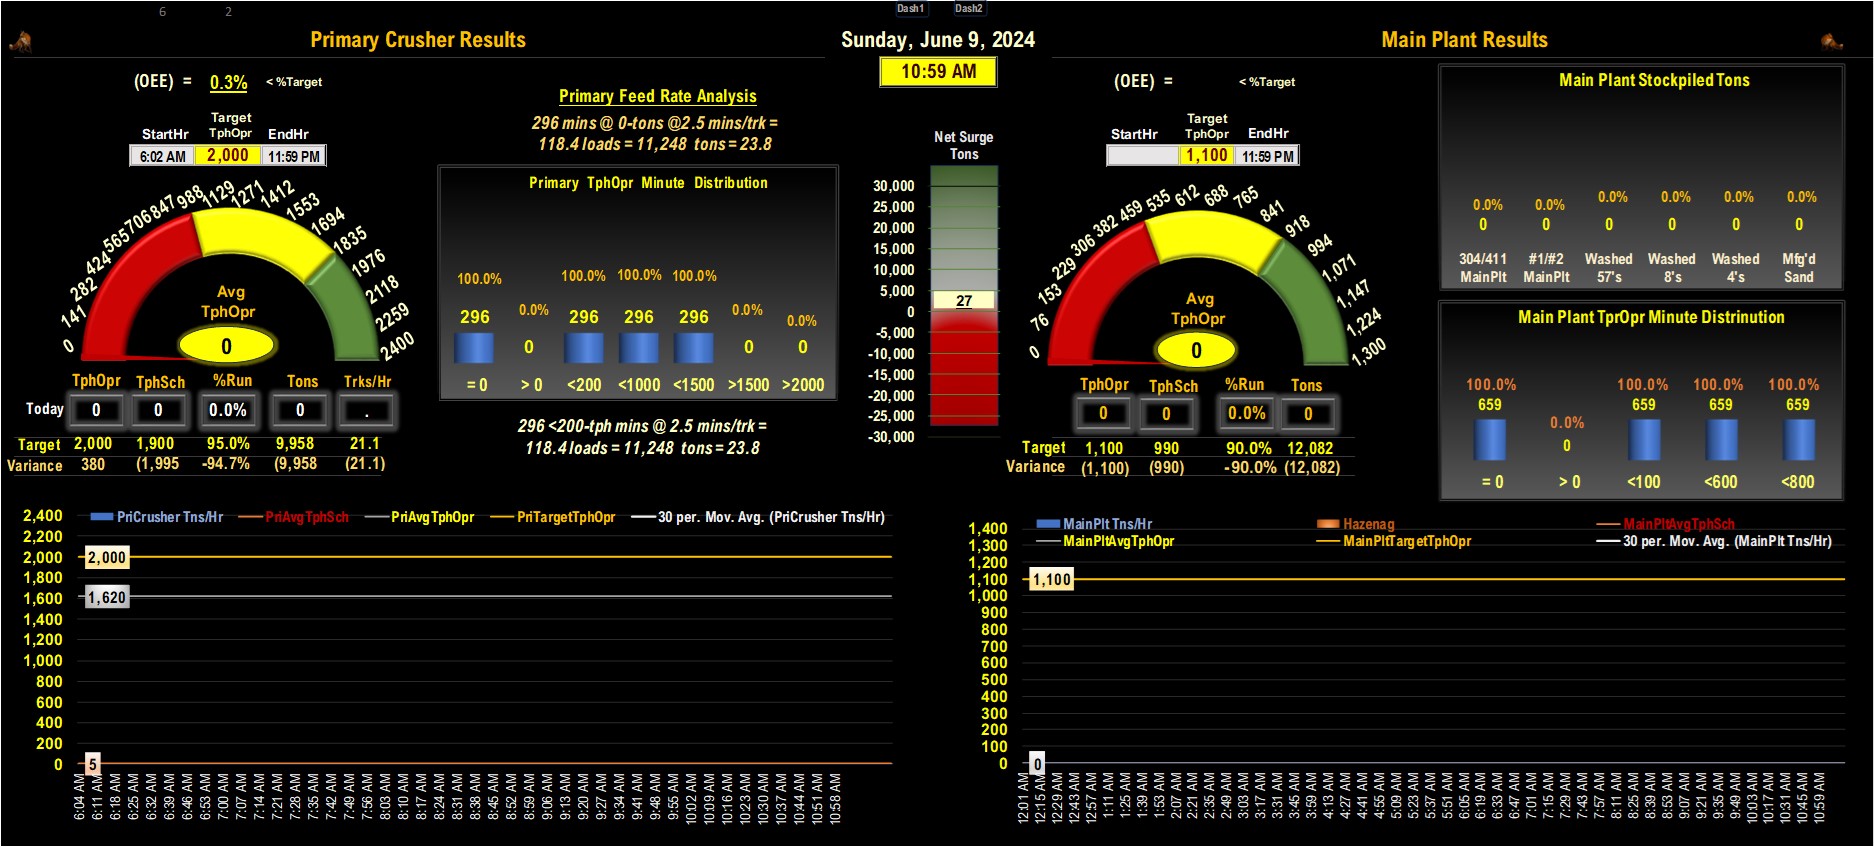 6 2
Dash1 Dash2
Primary Crusher Results
Sunday, June 9, 2024
Main Plant Results
10:59 AM
(OEE) = 0.3% < %Target
Target
StartHr TphOpr EndHr
6:02 AM 2,000 11:59 PM
0 141 282 424 565 706 847 988 1129 1271 1412 1553 1694 1835 1976 2118 2259 2400
Avg
TphOpr
0
TphOpr TphSch %Run Tons Trks/Hr
Today 0 0 0.0% 0 .
Target 2,000 1,900 95.0% 9,958 21.1
Variance 380 (1,995 -94.7% (9,958 (21.1)
Primary Feed Rate Analysis
296 mins @ 0-tons @2.5 mins/trk =
118.4 loads = 11,248 tons = 23.8
Primary TphOpr Minute Distribution
100.0% 0.0% 100.0% 100.0% 100.0% 0.0% 0.0%
296 0 296 296 296 0 0
= 0 > 0 <200 <1000 <1500 >1500 >2000
296 <200-tph mins @ 2.5 mins/trk =
118.4 loads = 11,248 tons = 23.8
Net Surge
Tons
30,000
25,000
20,000
15,000
10,000
5,000
27
0
-5,000
-10,000
-15,000
-20,000
-25,000
-30,000
(OEE) = < %Target
Target
StartHr TphOpr EndHr
1,100 11:59 PM
0 76 153 229 306 382 459 535 612 688 765 841 918 994 1,071 1,147 1,224 1,300
Avg
TphOpr
0
TphOpr TphSch %Run Tons
0 0 0.0% 0
Target 1,100 990 90.0% 12,082
Variance (1,100) (990) -90.0% (12,082)
Main Plant Stockpiled Tons
0.0% 0.0% 0.0% 0.0% 0.0% 0.0%
0 0 0 0 0 0
304/411 #1/#2 Washed Washed Washed Mfg'd
MainPlt MainPlt 57's 8's 4's Sand
Main Plant TprOpr Minute Distrinution
100.0% 0.0% 100.0% 100.0% 100.0%
659 0 659 659 659
= 0 > 0 <100 <600 <800
PriCrusher Tns/Hr PriAvgTphSch PriAvgTphOpr PriTargetTphOpr 30 per. Mov. Avg. (PriCrusher Tns/Hr)
2,400
2,200
2,000
1,800
1,600
1,400
1,200
1,000
800
600
400
200
0
2,000
1,620
5
6:04 AM 6:11 AM 6:18 AM 6:25 AM 6:32 AM 6:39 AM 6:46 AM 6:53 AM 7:00 AM 7:07 AM 7:14 AM 7:21 AM 7:28 AM 7:35 AM 7:42 AM 7:49 AM 7:56 AM 8:03 AM 8:10 AM 8:17 AM 8:24 AM 8:31 AM 8:38 AM 8:45 AM 8:52 AM 8:59 AM 9:06 AM 9:13 AM 9:20 AM 9:27 AM 9:34 AM 9:41 AM 9:48 AM 9:55 AM 10:02 AM 10:09 AM 10:16 AM 10:23 AM 10:30 AM 10:37 AM 10:44 AM 10:51 AM 10:58 AM
MainPlt Tns/Hr Hazenag MainPltAvgTphSch
MainPltAvgTphOpr MainPltTargetTphOpr 30 per. Mov. Avg. (MainPlt Tns/Hr)
1,400
1,300
1,200
1,100
1,000
900
800
700
600
500
400
300
200
100
0
1,100
0
12:01 AM 12:15 AM 12:29 AM 12:43 AM 12:57 AM 1:11 AM 1:25 AM 1:39 AM 1:53 AM 2:07 AM 2:21 AM 2:35 AM 2:49 AM 3:03 AM 3:17 AM 3:31 AM 3:45 AM 3:59 AM 4:13 AM 4:27 AM 4:41 AM 4:55 AM 5:09 AM 5:23 AM 5:37 AM 5:51 AM 6:05 AM 6:19 AM 6:33 AM 6:47 AM 7:01 AM 7:15 AM 7:29 AM 7:43 AM 7:57 AM 8:11 AM 8:25 AM 8:39 AM 8:53 AM 9:07 AM 9:21 AM 9:35 AM 9:49 AM 10:03 AM 10:17 AM 10:31 AM 10:45 AM 10:59 AM